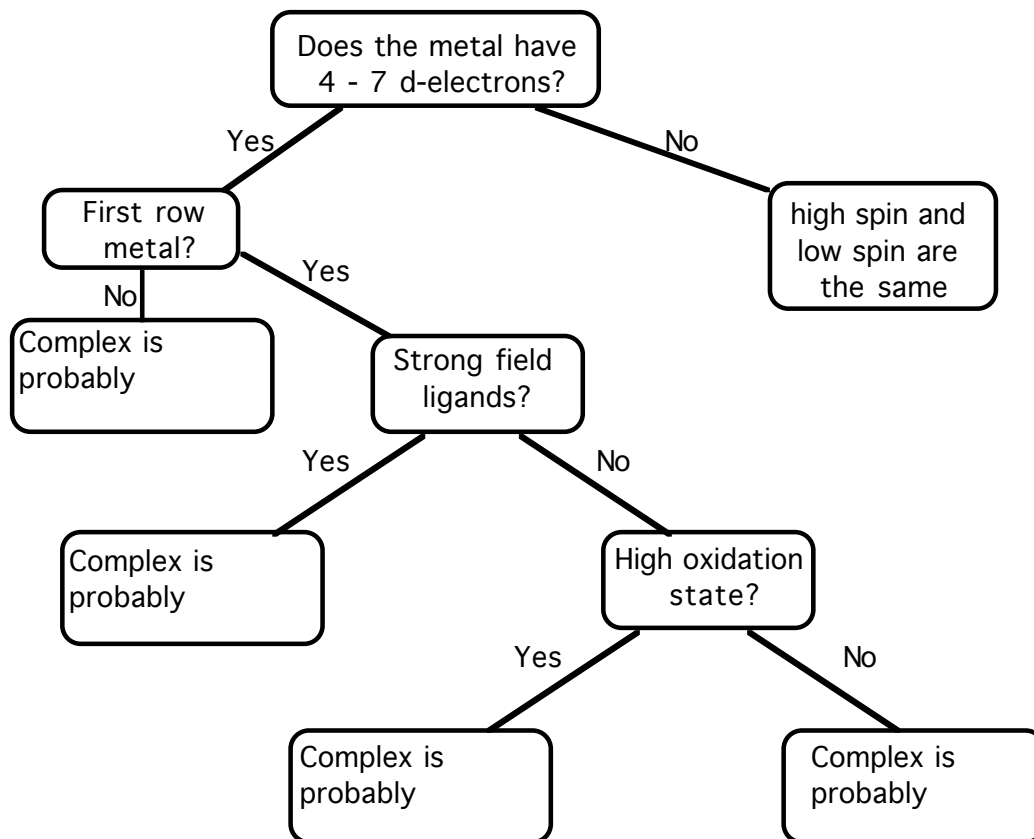 Does the metal have
4 - 7 d-electrons?
Yes
No
First row
metal?
high spin and
low spin are
the same
Yes
No
Complex is
probably
Strong field
ligands?
Yes
No
Complex is
probably
High oxidation
state?
Yes
No
Complex is
probably
Complex is
probably